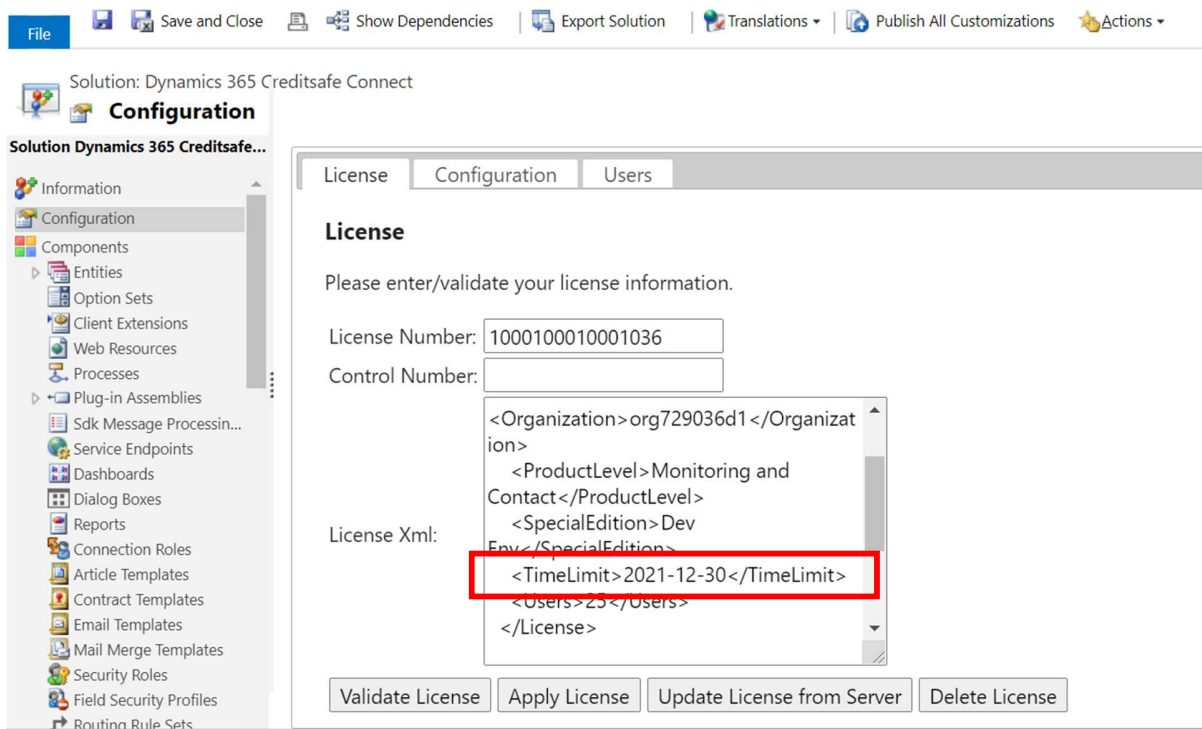 File
Save and Close
Show Dependencies
Export Solution
Translations
Publish All Customizations
Actions
Solution: Dynamics 365 Creditsafe Connect
Configuration
Solution Dynamics 365 Creditsafe...
Information
Configuration
Components
Entities
Option Sets
Client Extensions
Web Resources
Processes
Plug-in Assemblies
Sdk Message Processin...
Service Endpoints
Dashboards
Dialog Boxes
Reports
Connection Roles
Article Templates
Contract Templates
Email Templates
Mail Merge Templates
Security Roles
Field Security Profiles
Routing Rule Sets
License
Configuration
Users
License
Please enter/validate your license information.
License Number:
1000100010001036
Control Number:
License Xml:
<Organization>org729036d1</Organizat
ion>
<ProductLevel>Monitoring and
Contact</ProductLevel>
<SpecialEdition>Dev
Env</SpecialEdition>
<TimeLimit>2021-12-30</TimeLimit>
<Users>25</Users>
</License>
Validate License
Apply License
Update License from Server
Delete License